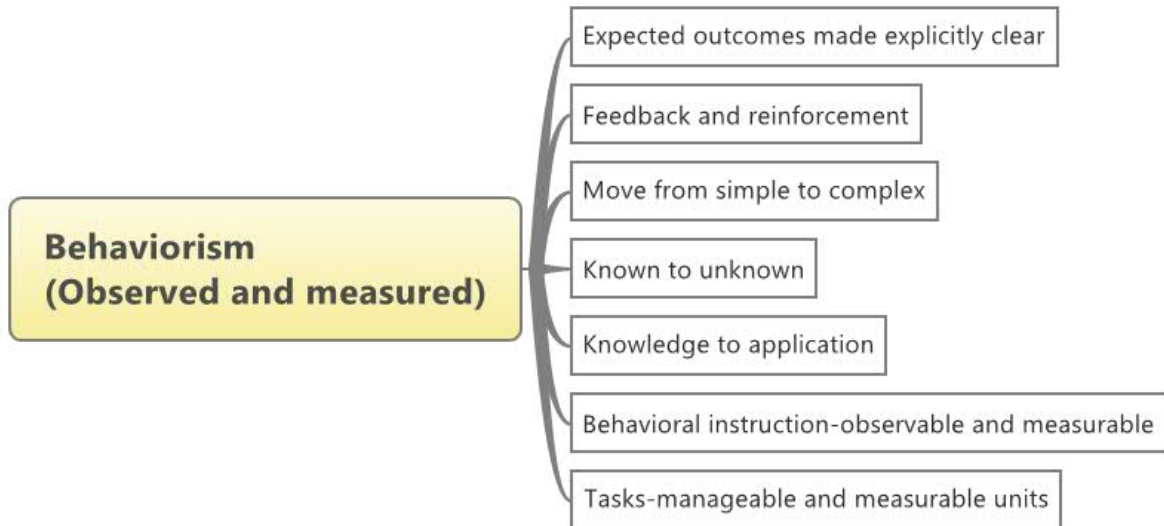 Expected outcomes made explicitly clear
Feedback and reinforcement
Move from simple to complex
Behaviorism
(Observed and measured)
Known to unknown
Knowledge to application
Behavioral instruction-observable and measurable
Tasks-manageable and measurable units